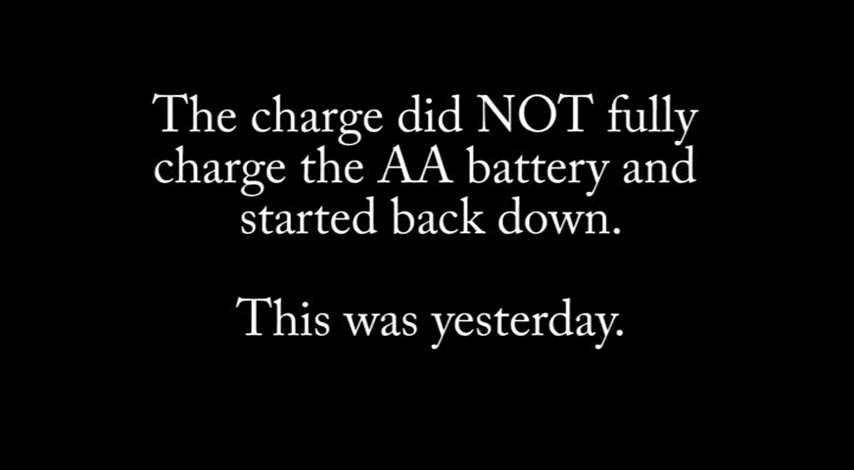 The charge did NOT fully
charge the AA battery and
started back down.
This was yesterday.